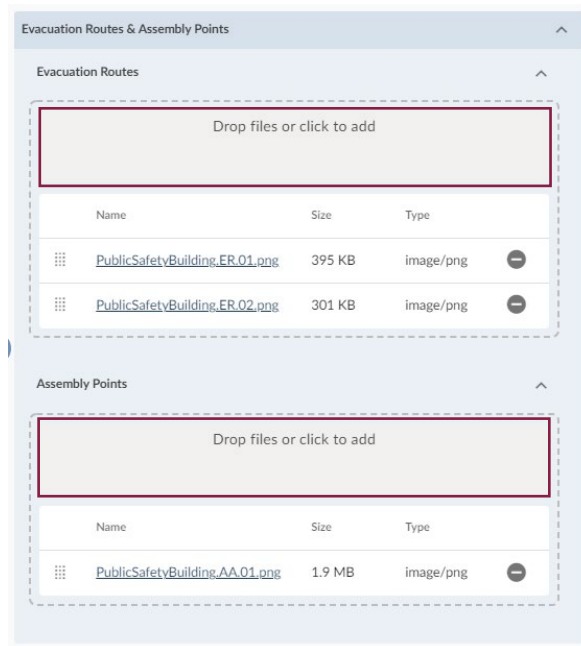 Evacuation Routes & Assembly Points
Evacuation Routes
Drop files or click to add
Name Size Type
PublicSafetyBuilding.ER.01.png 395 KB image/png
PublicSafetyBuilding.ER.02.png 301 KB image/png
Assembly Points
Drop files or click to add
Name Size Type
PublicSafetyBuilding.AA.01.png 1.9 MB image/png